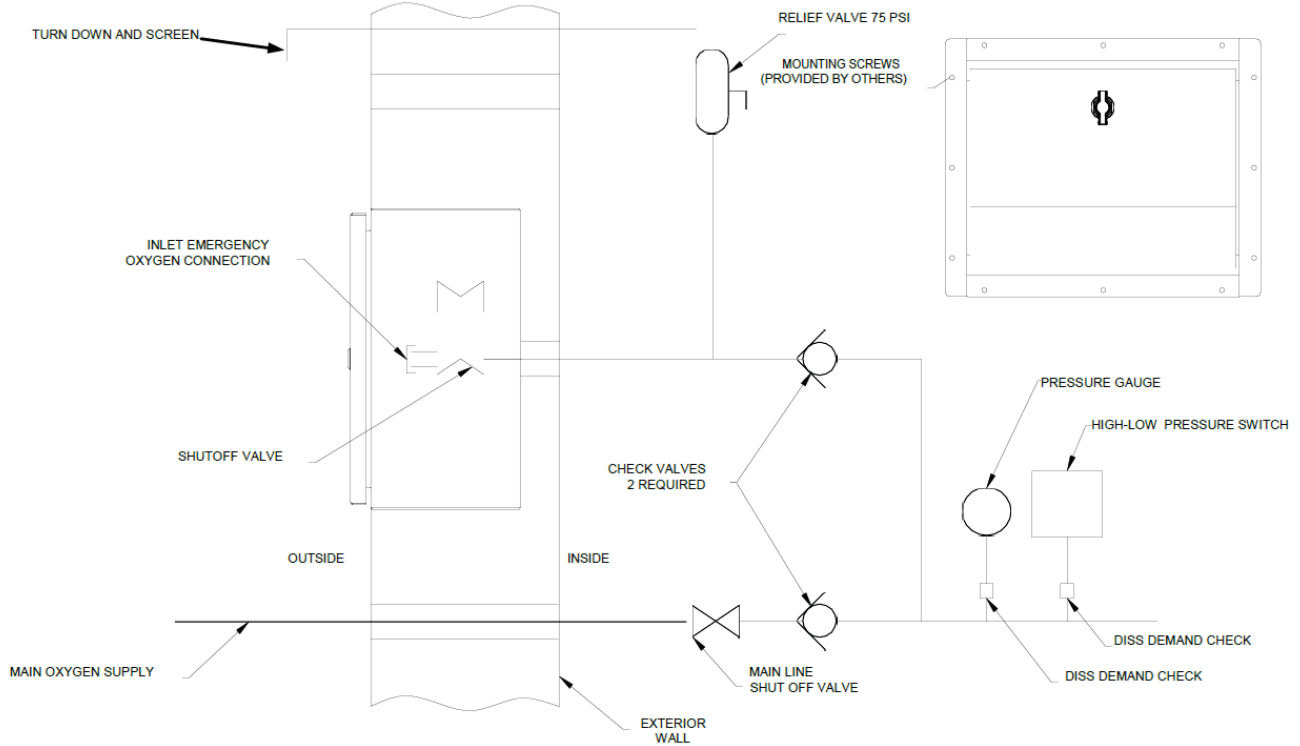 RELIEF VALVE 75 PSI
TURN DOWN AND SCREEN
MOUNTING SCREWS
(PROVIDED BY OTHERS)
INLET EMERGENCY
OXYGEN CONNECTION
PRESSURE GAUGE
HIGH-LOW PRESSURE SWITCH
SHUTOFF VALVE
CHECK VALVES
2 REQUIRED
OUTSIDE
INSIDE
DISS DEMAND CHECK
MAIN OXYGEN SUPPLY
MAIN LINE
SHUT OFF VALVE
DISS DEMAND CHECK
EXTERIOR
WALL